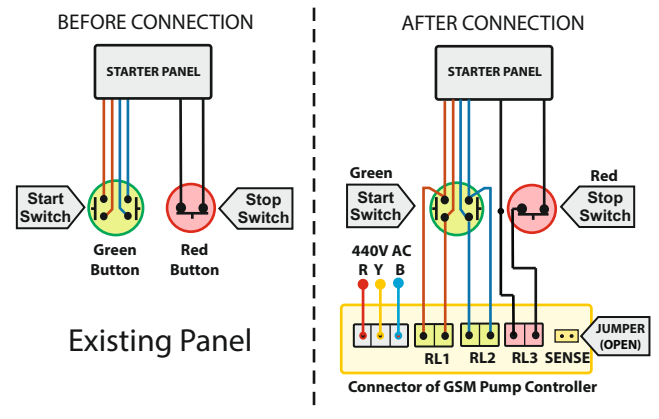 BEFORE CONNECTION
STARTER PANEL
Start
Switch
Stop
Switch
Green
Button
Red
Button
Existing Panel
AFTER CONNECTION
STARTER PANEL
Green
Start
Switch
Red
Stop
Switch
440V AC
R Y B
RL1 RL2 RL3 SENSE
JUMPER
(OPEN)
Connector of GSM Pump Controller